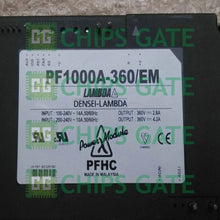 CHIPS GATE
PF1000A-360/EM
LAMBDA
DENSEI-LAMBDA
INPUT : 100-240V ~ 14A,50/60Hz OUTPUT : 360V ⎓ 2.8A
INPUT : 200-240V ~ 10A,50/60Hz OUTPUT : 360V ⎓ 4.2A
Power Module
PFHC
MADE IN MALAYSIA
CHIPS GATE